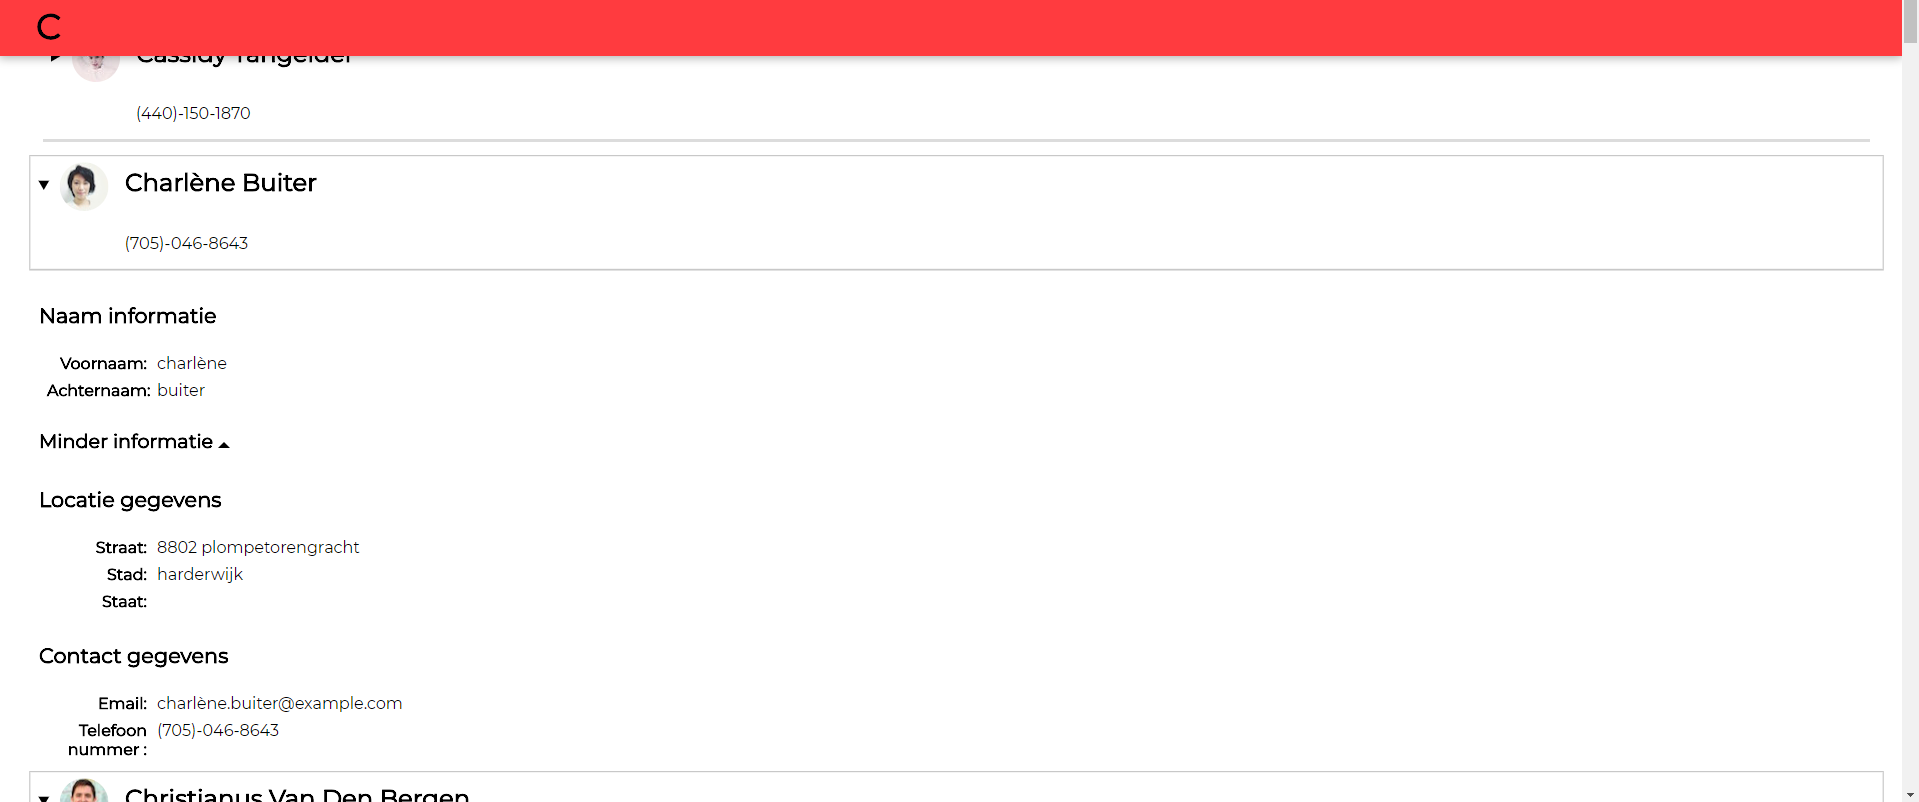 C
Cassidy Tangelder
(440)-150-1870
Charlène Buiter
(705)-046-8643
Naam informatie
Voornaam: charlène
Achternaam: buiter
Minder informatie
Locatie gegevens
Straat: 8802 plompetorengracht
Stad: harderwijk
Staat:
Contact gegevens
Email: charlène.buiter@example.com
Telefoon (705)-046-8643
nummer :
Christianus Van Den Bergen